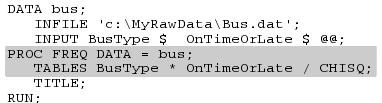 DATA bus;
INFILE 'c:\MyRawData\Bus.dat';
INPUT BusType $ OnTimeOrLate $ @@;
PROC FREQ DATA = bus;
TABLES BusType * OnTimeOrLate / CHISQ;
TITLE;
RUN;